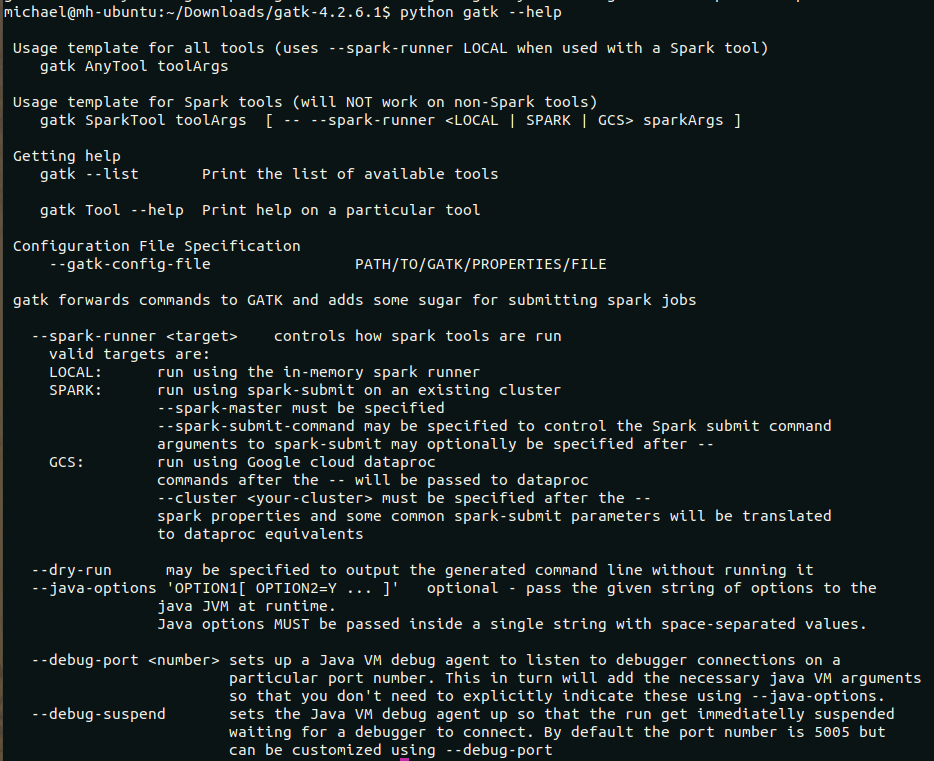 michael@mh-ubuntu:~/Downloads/gatk-4.2.6.1$ python gatk --help
Usage template for all tools (uses --spark-runner LOCAL when used with a Spark tool)
gatk AnyTool toolArgs
Usage template for Spark tools (will NOT work on non-Spark tools)
gatk SparkTool toolArgs  [ -- --spark-runner <LOCAL | SPARK | GCS> sparkArgs ]
Getting help
gatk --list       Print the list of available tools
gatk Tool --help  Print help on a particular tool
Configuration File Specification
--gatk-config-file                PATH/TO/GATK/PROPERTIES/FILE
gatk forwards commands to GATK and adds some sugar for submitting spark jobs
--spark-runner <target>    controls how spark tools are run
valid targets are:
LOCAL:      run using the in-memory spark runner
SPARK:      run using spark-submit on an existing cluster
--spark-master must be specified
--spark-submit-command may be specified to control the Spark submit command
arguments to spark-submit may optionally be specified after --
GCS:        run using Google cloud dataproc
commands after the -- will be passed to dataproc
--cluster <your-cluster> must be specified after the --
spark properties and some common spark-submit parameters will be translated
to dataproc equivalents
--dry-run      may be specified to output the generated command line without running it
--java-options 'OPTION1[ OPTION2=Y ... ]'   optional - pass the given string of options to the
java JVM at runtime.
Java options MUST be passed inside a single string with space-separated values.
--debug-port <number> sets up a Java VM debug agent to listen to debugger connections on a
particular port number. This in turn will add the necessary java VM arguments
so that you don't need to explicitly indicate these using --java-options.
--debug-suspend       sets the Java VM debug agent up so that the run get immediatelly suspended
waiting for a debugger to connect. By default the port number is 5005 but
can be customized using --debug-port